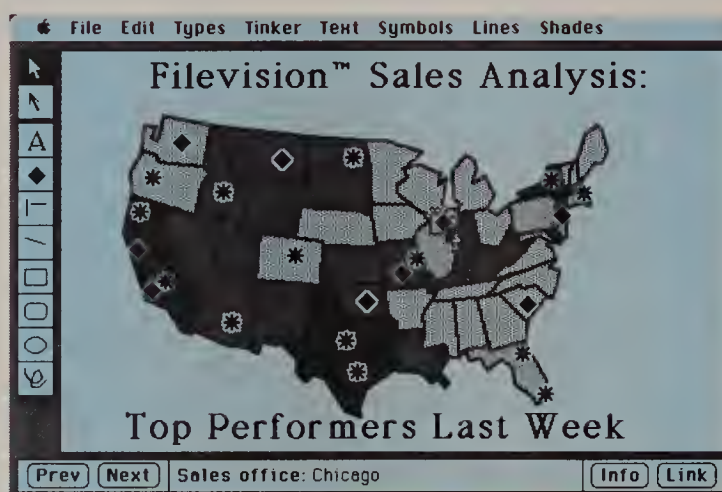 File Edit Types Tinker Text Symbols Lines Shades
Filevision™ Sales Analysis:
A
Top Performers Last Week
Prev Next Sales office: Chicago Info Link